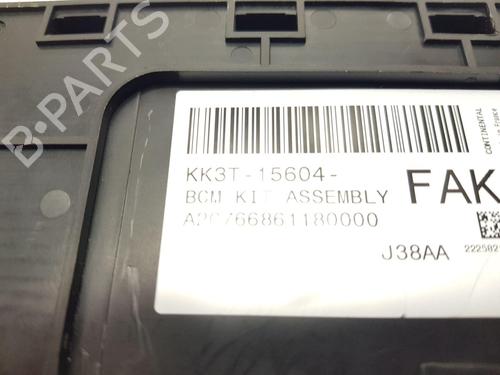 KK3T-15604-
BCM KIT ASSEMBLY
A2C766861180000
FAK
J38AA
CONTINENTAL
B-PARTS